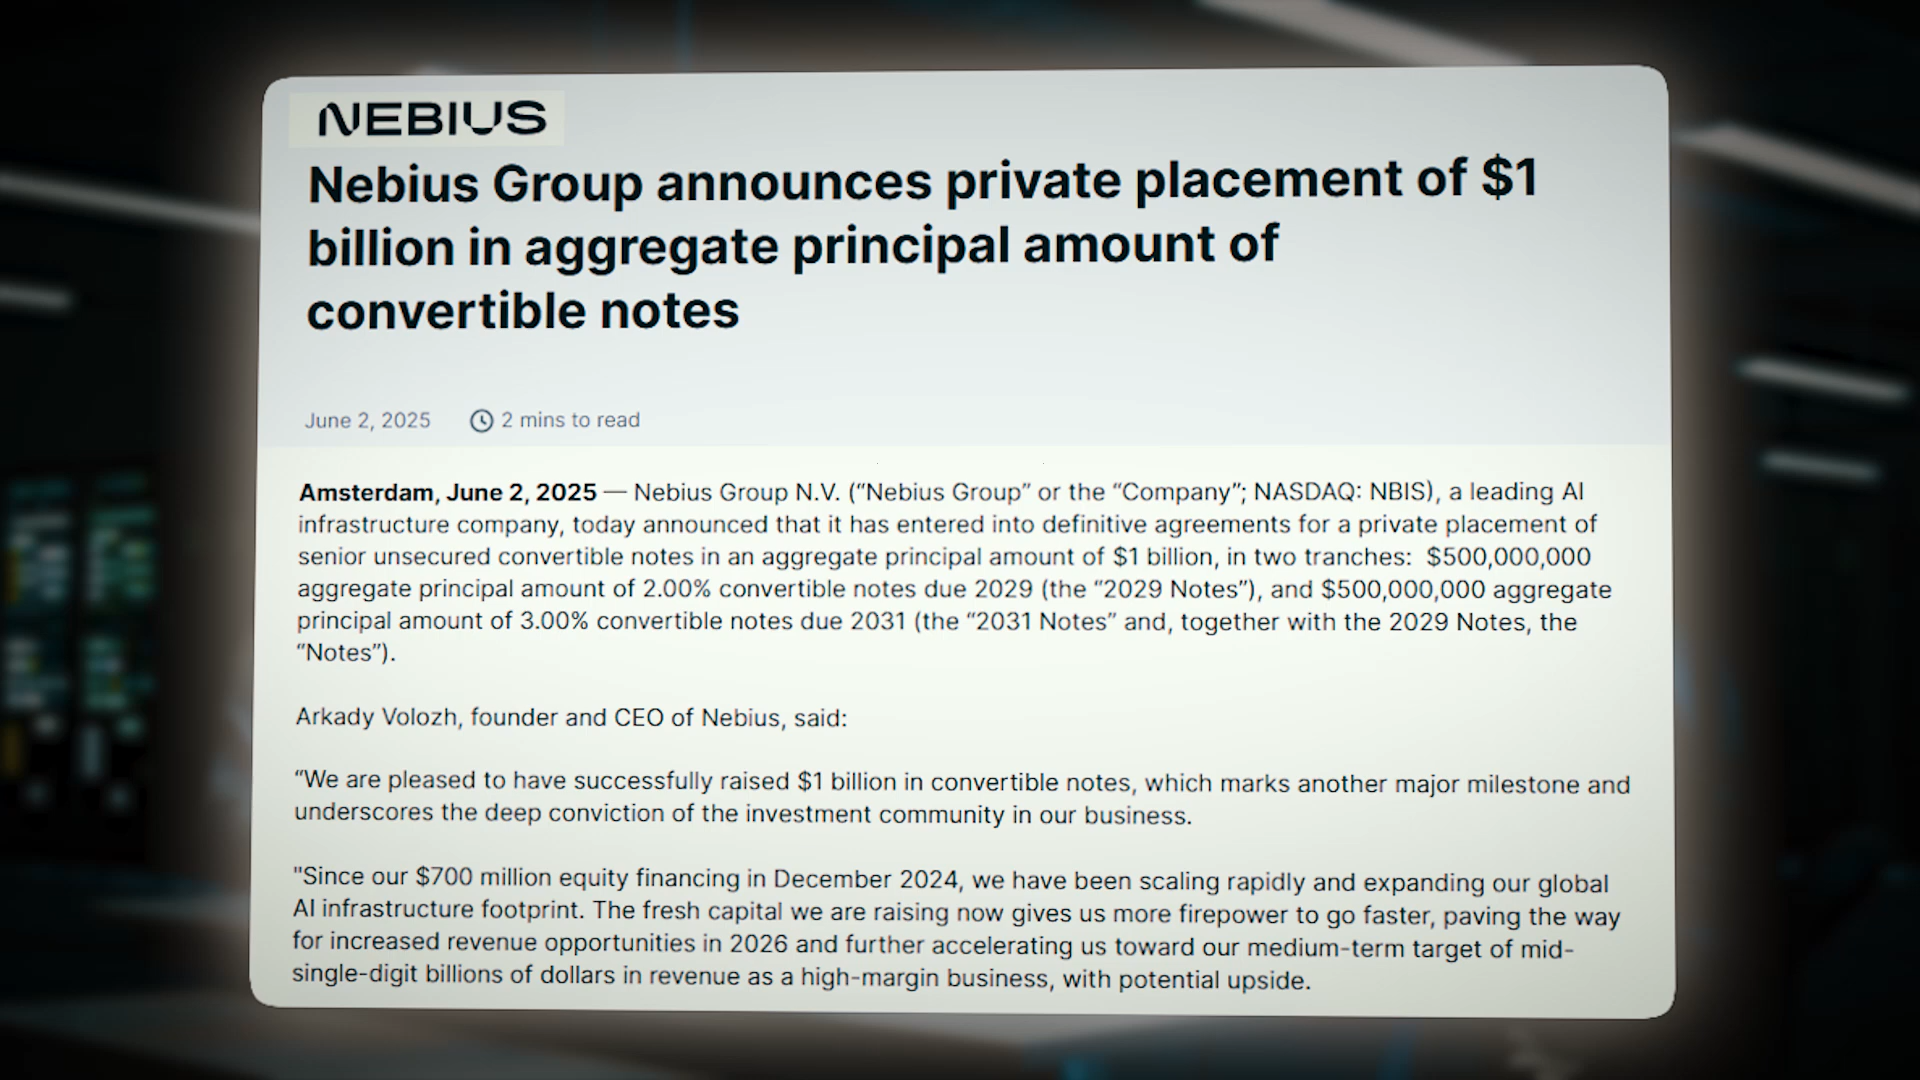 NEBIUS
Nebius Group announces private placement of $1
billion in aggregate principal amount of
convertible notes
June 2, 2025 2 mins to read
Amsterdam, June 2, 2025 — Nebius Group N.V. (“Nebius Group” or the “Company”; NASDAQ: NBIS), a leading AI
infrastructure company, today announced that it has entered into definitive agreements for a private placement of
senior unsecured convertible notes in an aggregate principal amount of $1 billion, in two tranches:  $500,000,000
aggregate principal amount of 2.00% convertible notes due 2029 (the “2029 Notes”), and $500,000,000 aggregate
principal amount of 3.00% convertible notes due 2031 (the “2031 Notes” and, together with the 2029 Notes, the
“Notes”).
Arkady Volozh, founder and CEO of Nebius, said:
“We are pleased to have successfully raised $1 billion in convertible notes, which marks another major milestone and
underscores the deep conviction of the investment community in our business.
"Since our $700 million equity financing in December 2024, we have been scaling rapidly and expanding our global
AI infrastructure footprint. The fresh capital we are raising now gives us more firepower to go faster, paving the way
for increased revenue opportunities in 2026 and further accelerating us toward our medium-term target of mid-
single-digit billions of dollars in revenue as a high-margin business, with potential upside.